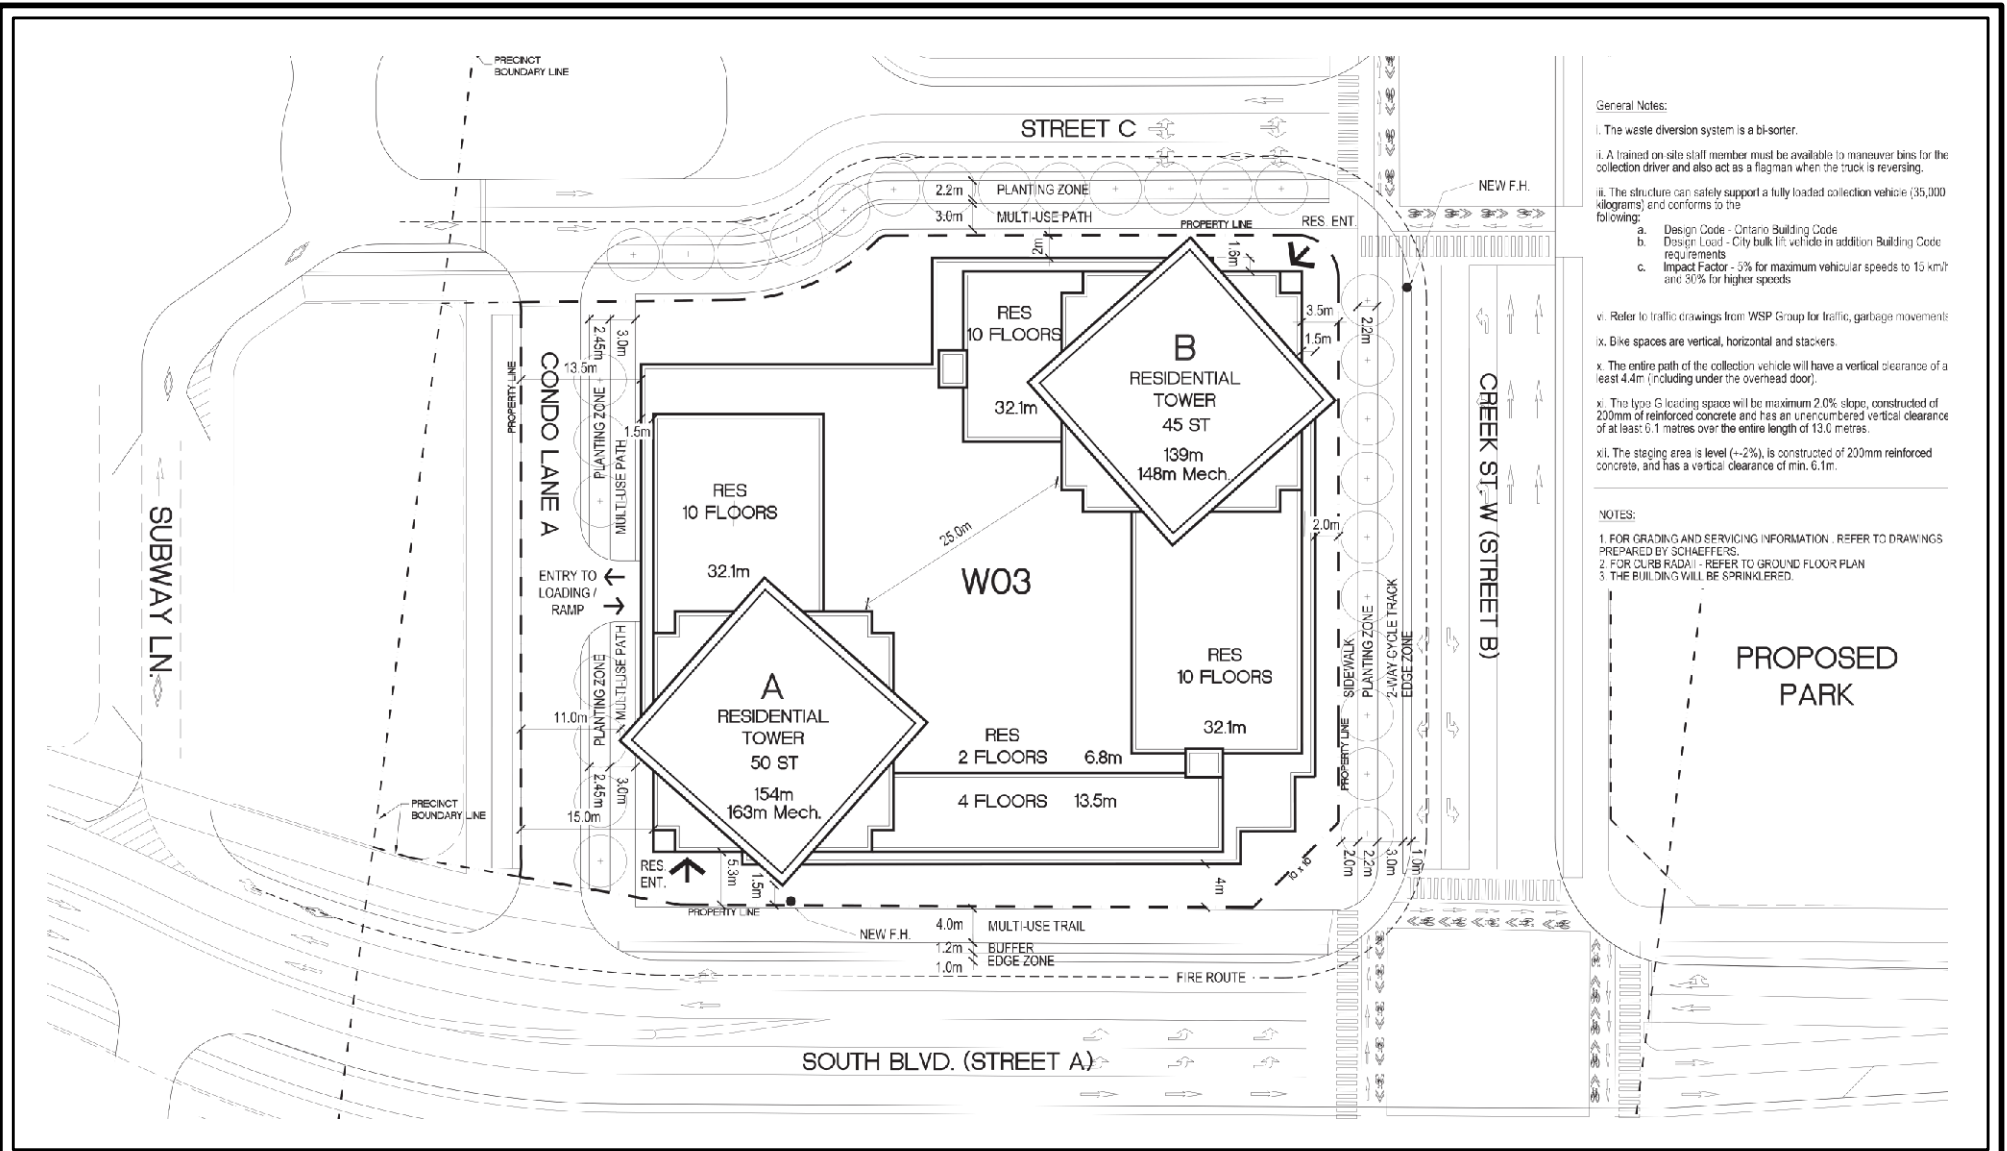 PRECINCT
BOUNDARY LINE
STREET C
2.2m PLANTING ZONE
3.0m MULTI-USE PATH
PROPERTY LINE
RES. ENT.
NEW F.H.
2m
1.6m
3.5m
1.5m
2.2m
RES
10 FLOORS
32.1m
B
RESIDENTIAL
TOWER
45 ST
139m
148m Mech.
2.45m
3.0m
13.5m
PROPERTY LINE
CONDO LANE A
PLANTING ZONE
MULTI-USE PATH
1.5m
RES
10 FLOORS
32.1m
25.0m
W03
2.0m
SUBWAY LN.
ENTRY TO
LOADING /
RAMP
A
RESIDENTIAL
TOWER
50 ST
154m
163m Mech.
11.0m
PLANTING ZONE
MULTI-USE PATH
2.45m
3.0m
15.0m
PRECINCT
BOUNDARY LINE
RES
10 FLOORS
32.1m
RES
2 FLOORS 6.8m
4 FLOORS 13.5m
SIDEWALK
PLANTING ZONE
2-WAY CYCLE TRACK
EDGE ZONE
PROPERTY LINE
CREEK ST. W (STREET B)
2.0m
2.2m
3.0m
1.0m
10 x 10
4m
RES.
ENT.
5.3m
1.5m
PROPERTY LINE
NEW F.H.
4.0m MULTI-USE TRAIL
1.2m BUFFER
1.0m EDGE ZONE
FIRE ROUTE
SOUTH BLVD. (STREET A)
General Notes:
i. The waste diversion system is a bi-sorter.
ii. A trained on-site staff member must be available to maneuver bins for the
collection driver and also act as a flagman when the truck is reversing.
iii. The structure can safely support a fully loaded collection vehicle (35,000
kilograms) and conforms to the
following:
a. Design Code - Ontario Building Code
b. Design Load - City bulk lift vehicle in addition Building Code
requirements
c. Impact Factor - 5% for maximum vehicular speeds to 15 km/h
and 30% for higher speeds
vi. Refer to traffic drawings from WSP Group for traffic, garbage movements
ix. Bike spaces are vertical, horizontal and stackers.
x. The entire path of the collection vehicle will have a vertical clearance of a
least 4.4m (including under the overhead door).
xi. The type G loading space will be maximum 2.0% slope, constructed of
200mm of reinforced concrete and has an unencumbered vertical clearance
of at least 6.1 metres over the entire length of 13.0 metres.
xii. The staging area is level (+-2%), is constructed of 200mm reinforced
concrete, and has a vertical clearance of min. 6.1m.
NOTES:
1. FOR GRADING AND SERVICING INFORMATION . REFER TO DRAWINGS
PREPARED BY SCHAEFFERS.
2. FOR CURB RADAII - REFER TO GROUND FLOOR PLAN
3. THE BUILDING WILL BE SPRINKLERED.
PROPOSED
PARK